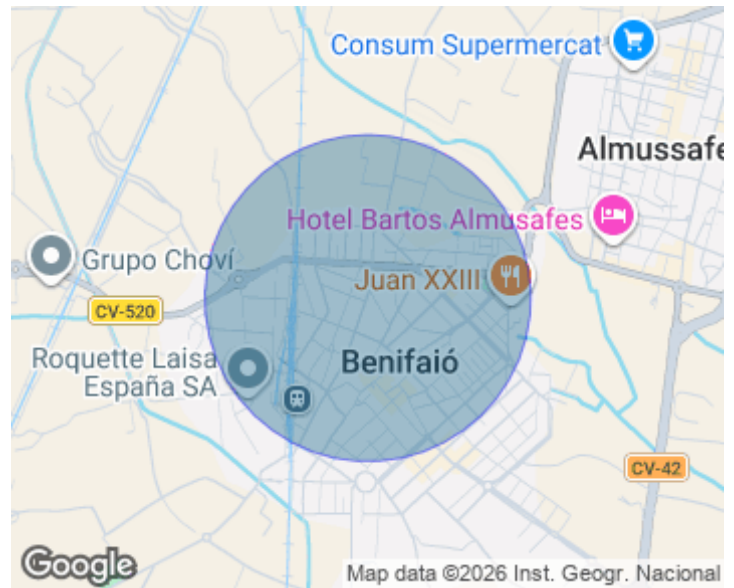 Consum Supermercat
Almussafe
Hotel Bartos Almusafes
Grupo Choví
Juan XXIII
CV-520
Roquette Laisa
España SA
Benifaió
CV-42
Google
Map data ©2026 Inst. Geogr. Nacional